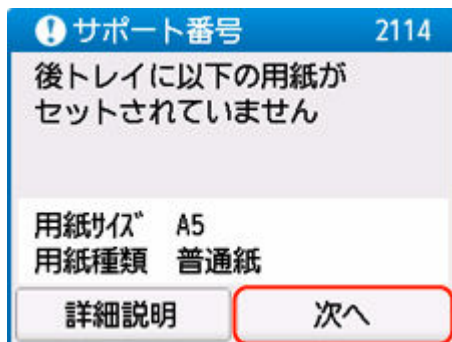 サポート番号 2114
後トレイに以下の用紙が
セットされていません
用紙ｻｲｽﾞ A5
用紙種類 普通紙
詳細説明 次へ